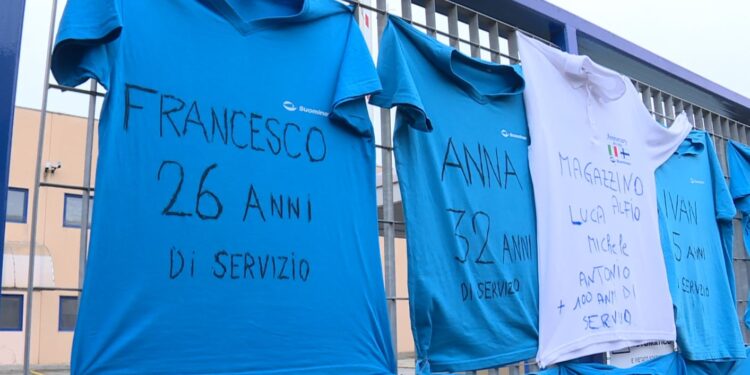 Suominen
FRANCESCO
26 ANNI
DI SERVIZIO
ANNA
32 ANNI
DI SERVIZIO
MAGAZZINO
LUCA ALFIO
Michele
ANTONIO
+ 100 ANNI DI
SERVIZIO
IVAN
5 ANNI
DI SERVIZIO